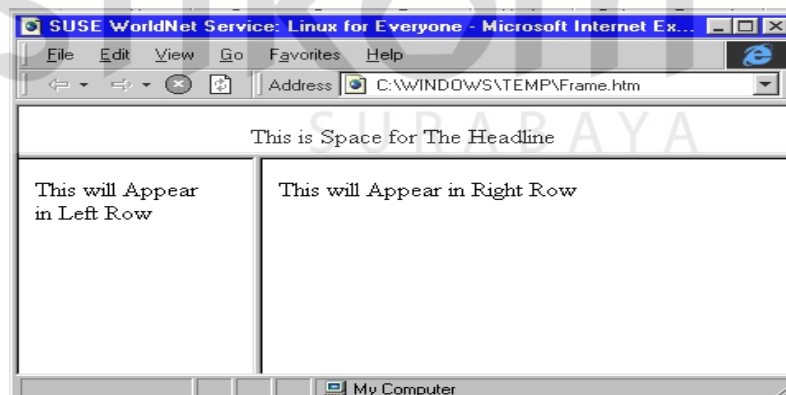 SUSE WorldNet Service: Linux for Everyone - Microsoft Internet Ex...
File Edit View Go Favorites Help
Address C:\WINDOWS\TEMP\Frame.htm
SURABAYA
This is Space for The Headline
This will Appear
in Left Row
This will Appear in Right Row
My Computer